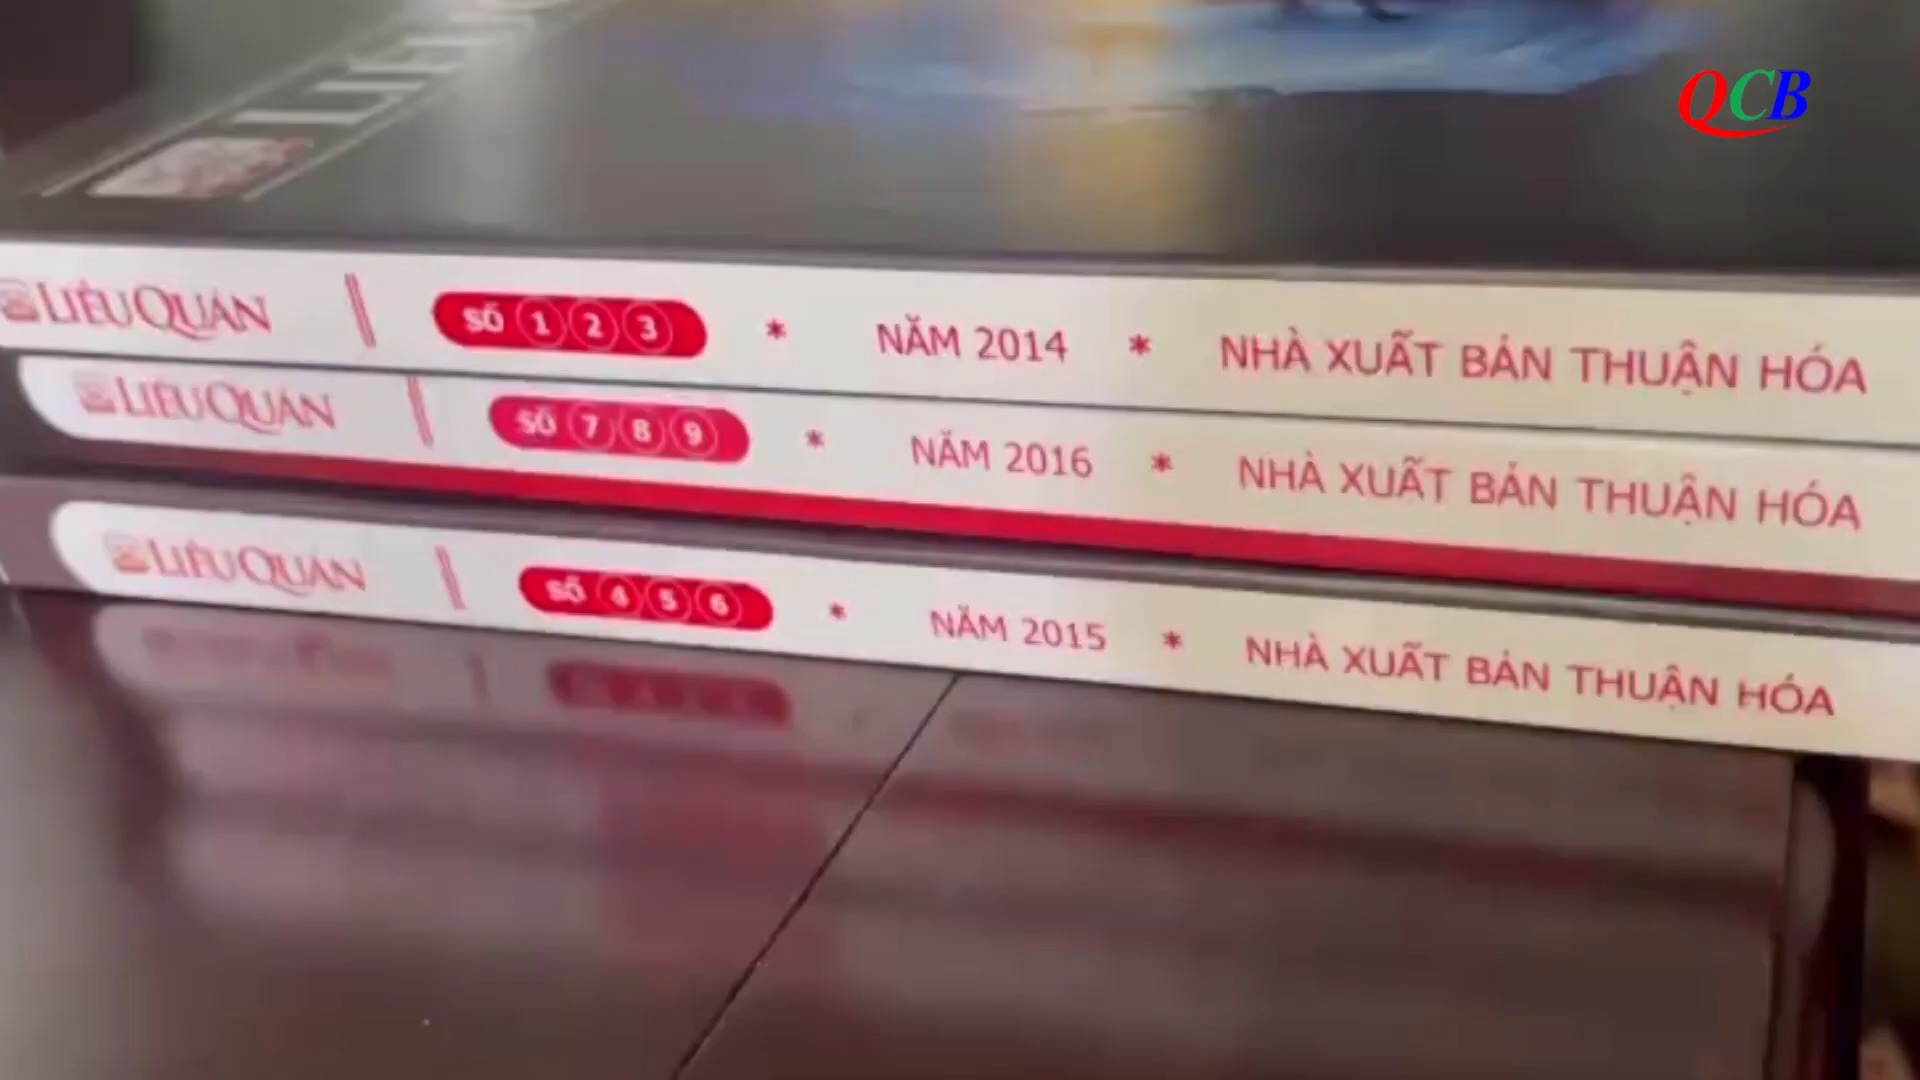 QCB
LIỄU QUÁN SỐ 1 2 3 * NĂM 2014 * NHÀ XUẤT BẢN THUẬN HÓA
LIỄU QUÁN SỐ 7 8 9 * NĂM 2016 * NHÀ XUẤT BẢN THUẬN HÓA
LIỄU QUÁN SỐ 4 5 6 * NĂM 2015 * NHÀ XUẤT BẢN THUẬN HÓA